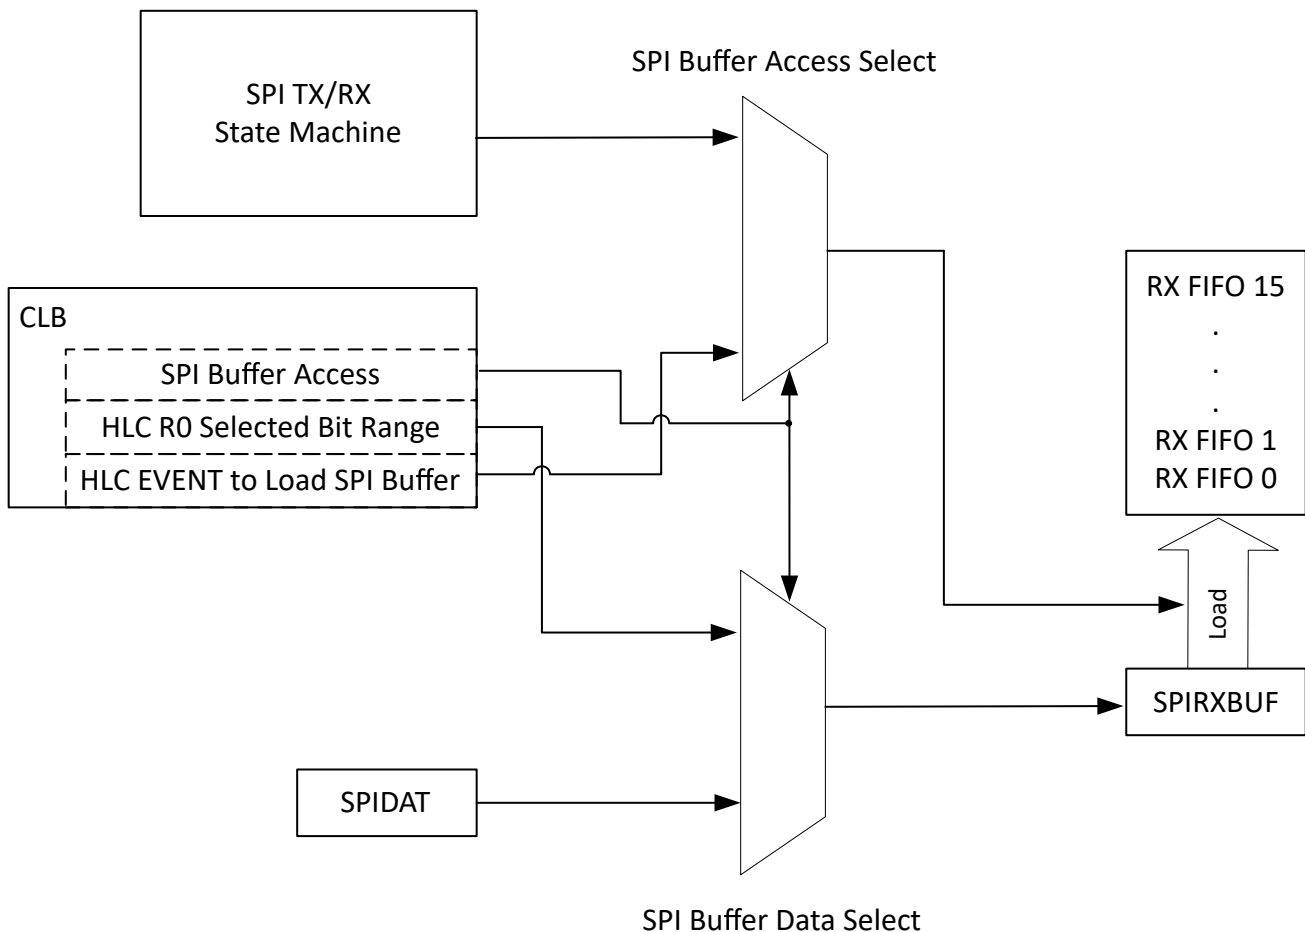 SPI Buffer Access Select
SPI TX/RX
State Machine
CLB
SPI Buffer Access
HLC R0 Selected Bit Range
HLC EVENT to Load SPI Buffer
RX FIFO 15
.
.
.
RX FIFO 1
RX FIFO 0
Load
SPIRXBUF
SPIDAT
SPI Buffer Data Select